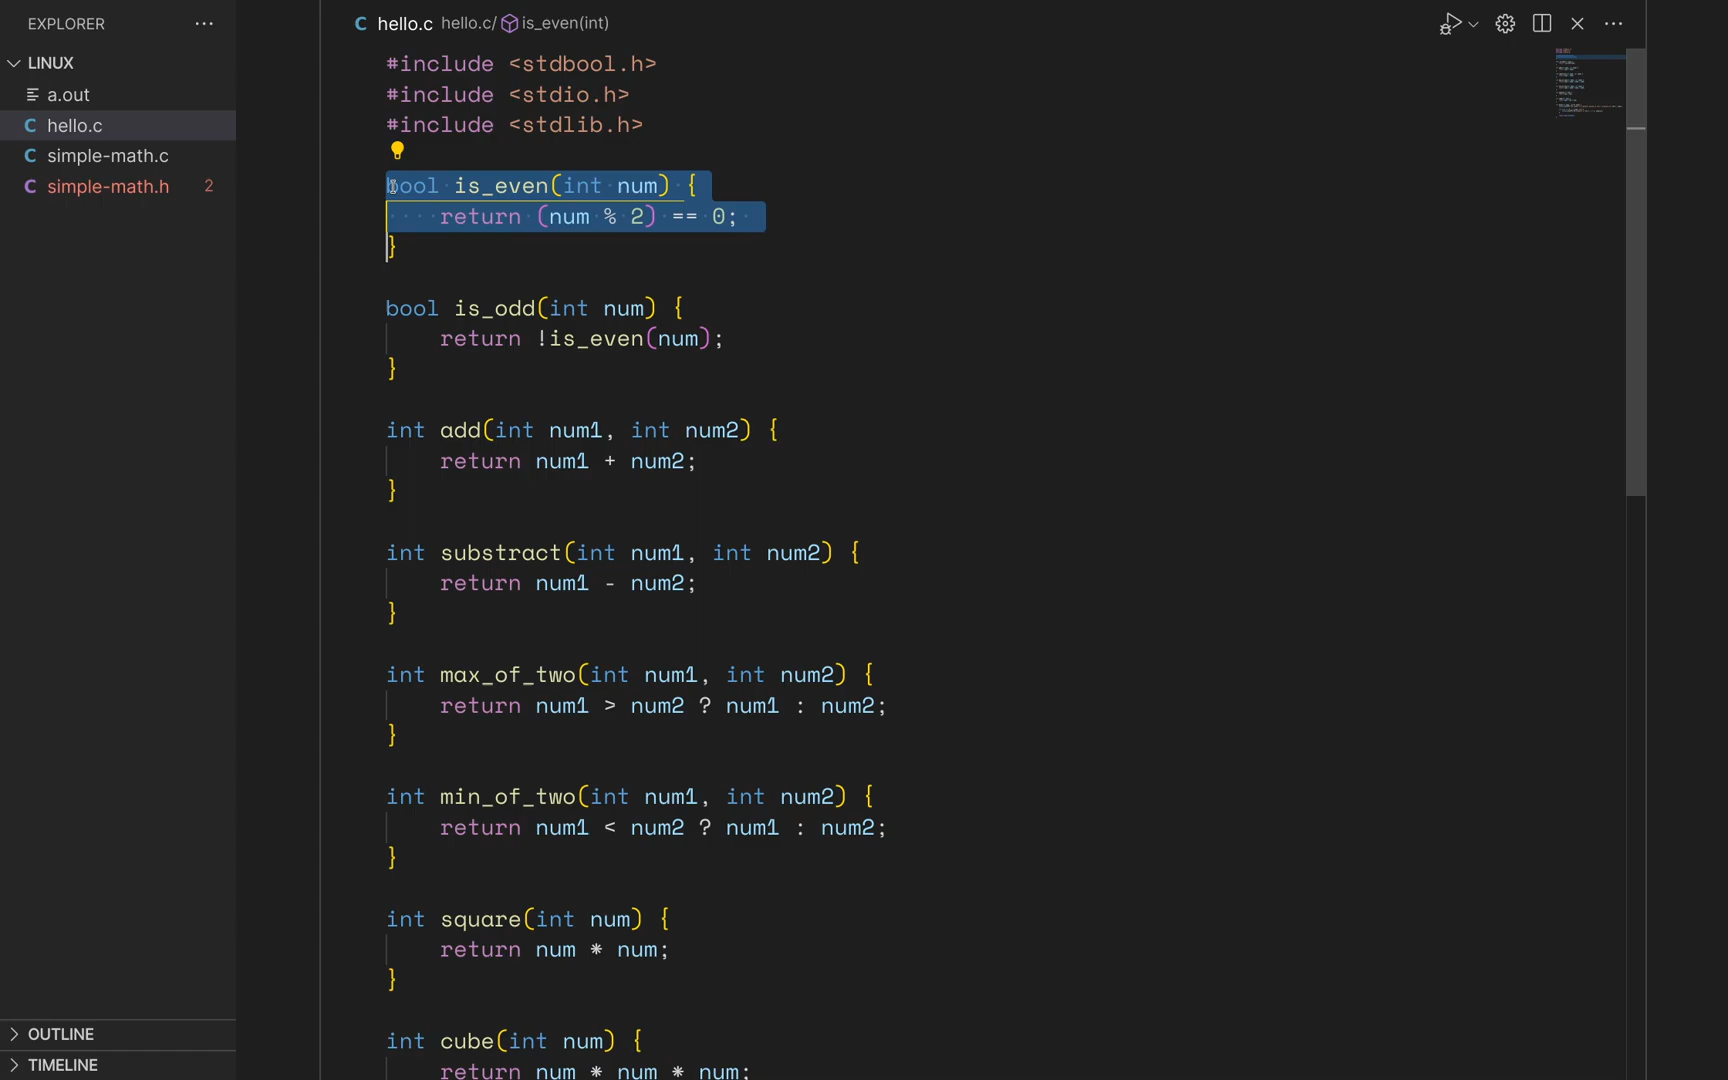 EXPLORER
LINUX
a.out
hello.c
simple-math.c
simple-math.h 2
OUTLINE
TIMELINE
C hello.c hello.c/ is_even(int)
#include <stdbool.h>
#include <stdio.h>
#include <stdlib.h>
bool is_even(int num) {
return (num % 2) == 0;
}
bool is_odd(int num) {
return !is_even(num);
}
int add(int num1, int num2) {
return num1 + num2;
}
int substract(int num1, int num2) {
return num1 - num2;
}
int max_of_two(int num1, int num2) {
return num1 > num2 ? num1 : num2;
}
int min_of_two(int num1, int num2) {
return num1 < num2 ? num1 : num2;
}
int square(int num) {
return num * num;
}
int cube(int num) {
return num * num * num;